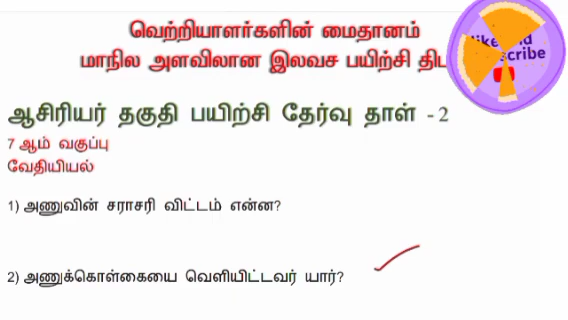 வெற்றியாளர்களின் மைதானம்
மாநில அளவிலான இலவச பயிற்சி
ஆசிரியர் தகுதி பயிற்சி தேர்வு தாள் -2
7 ஆம் வகுப்பு
வேதியியல்
1) அணுவின் சராசரி விட்டம் என்ன?
2) அணுக்கொள்கையை வெளியிட்டவர் யார்?